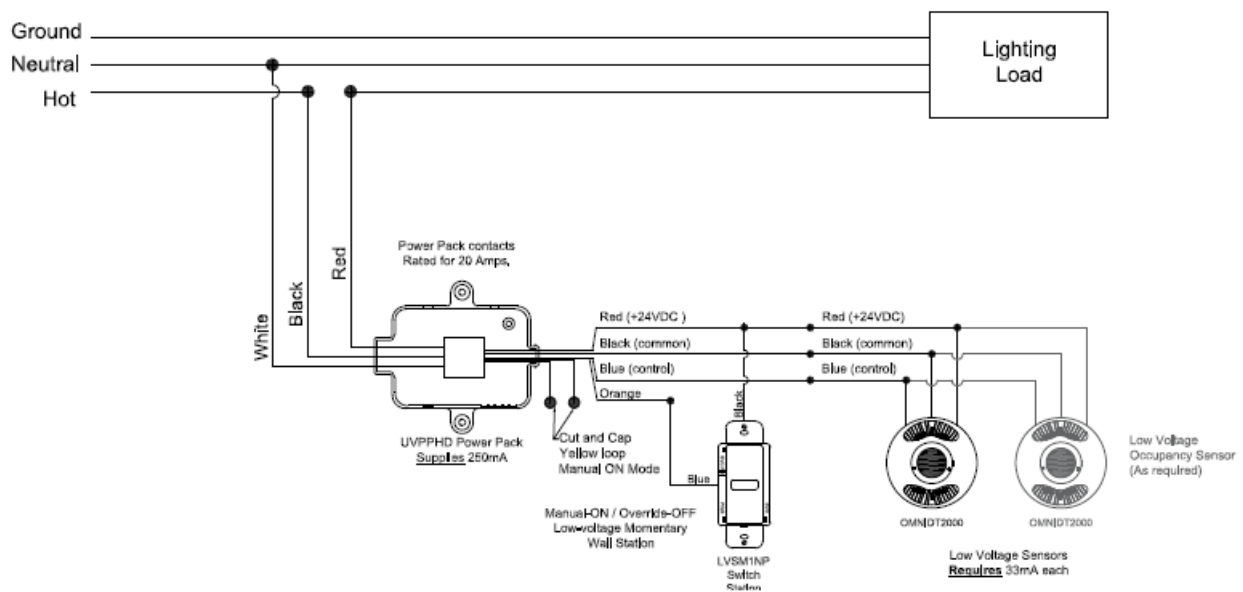 Ground
Neutral
Hot
Lighting
Load
White
Black
Red
Power Pack contacts
Rated for 20 Amps.
UVPPHD Power Pack
Supplies 250mA
Red (+24VDC )
Black (common)
Blue (control)
Orange
Cut and Cap
Yellow loop
Manual ON Mode
Red (+24VDC)
Black (common)
Blue (control)
Black
Blue
Manual-ON / Override-OFF
Low-voltage Momentary
Wall Station
LVSM1NP
Switch
Station
OMNIDT2000
OMNIDT2000
Low Voltage
Occupancy Sensor
(As required)
Low Voltage Sensors
Requires 33mA each